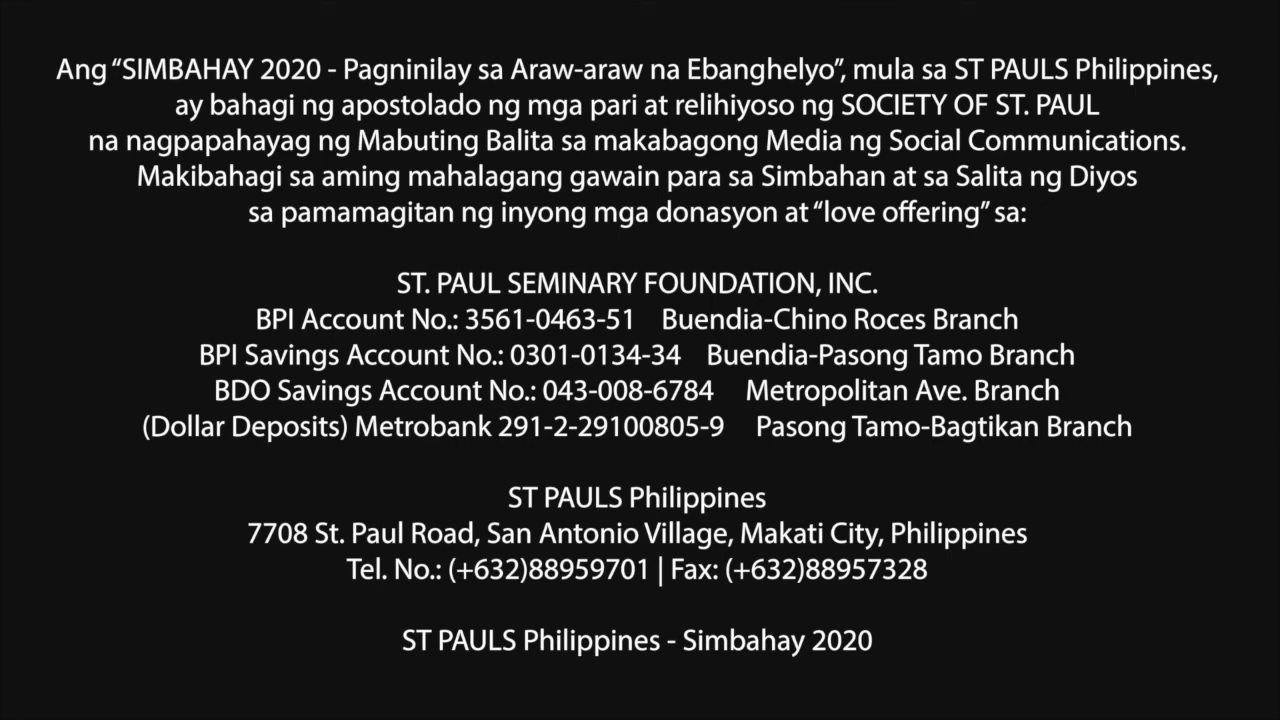 Ang “SIMBAHAY 2020 - Pagninilay sa Araw-araw na Ebanghelyo”, mula sa ST PAULS Philippines,
ay bahagi ng apostolado ng mga pari at relihiyoso ng SOCIETY OF ST. PAUL
na nagpapahayag ng Mabuting Balita sa makabagong Media ng Social Communications.
Makibahagi sa aming mahalagang gawain para sa Simbahan at sa Salita ng Diyos
sa pamamagitan ng inyong mga donasyon at “love offering” sa:
ST. PAUL SEMINARY FOUNDATION, INC.
BPI Account No.: 3561-0463-51 Buendia-Chino Roces Branch
BPI Savings Account No.: 0301-0134-34 Buendia-Pasong Tamo Branch
BDO Savings Account No.: 043-008-6784 Metropolitan Ave. Branch
(Dollar Deposits) Metrobank 291-2-29100805-9 Pasong Tamo-Bagtikan Branch
ST PAULS Philippines
7708 St. Paul Road, San Antonio Village, Makati City, Philippines
Tel. No.: (+632)88959701 | Fax: (+632)88957328
ST PAULS Philippines - Simbahay 2020